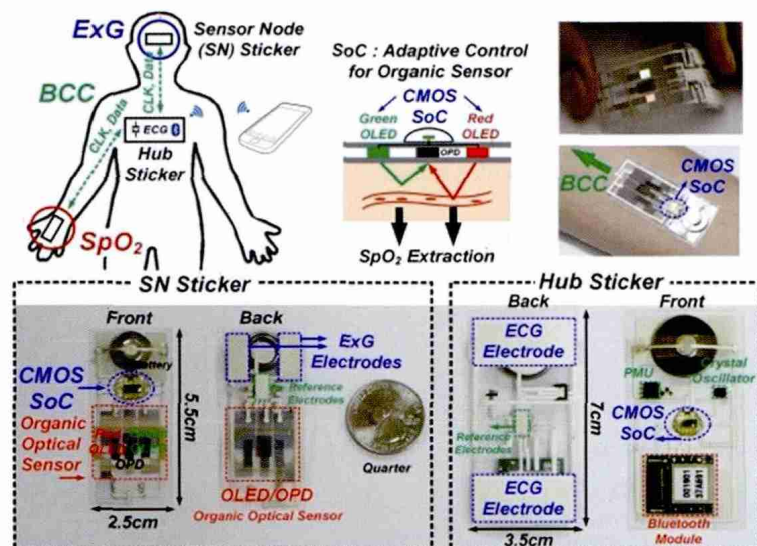 ExG
Sensor Node
(SN) Sticker
BCC
CLK, Data
CLK, Data
ECG
Hub
Sticker
SpO₂
SoC : Adaptive Control
for Organic Sensor
CMOS
SoC
Green
OLED
Red
OLED
OPD
SpO₂ Extraction
BCC
CMOS
SoC
SN Sticker
Front
Back
CMOS
SoC
Organic
Optical
Sensor
OLED
OPD
2.5cm
5.5cm
ExG
Electrodes
Reference
Electrodes
Quarter
OLED/OPD
Organic Optical Sensor
Hub Sticker
Back
Front
ECG
Electrode
Reference
Electrodes
ECG
Electrode
3.5cm
7cm
PMU
Crystal
Oscillator
CMOS
SoC
Bluetooth
Module